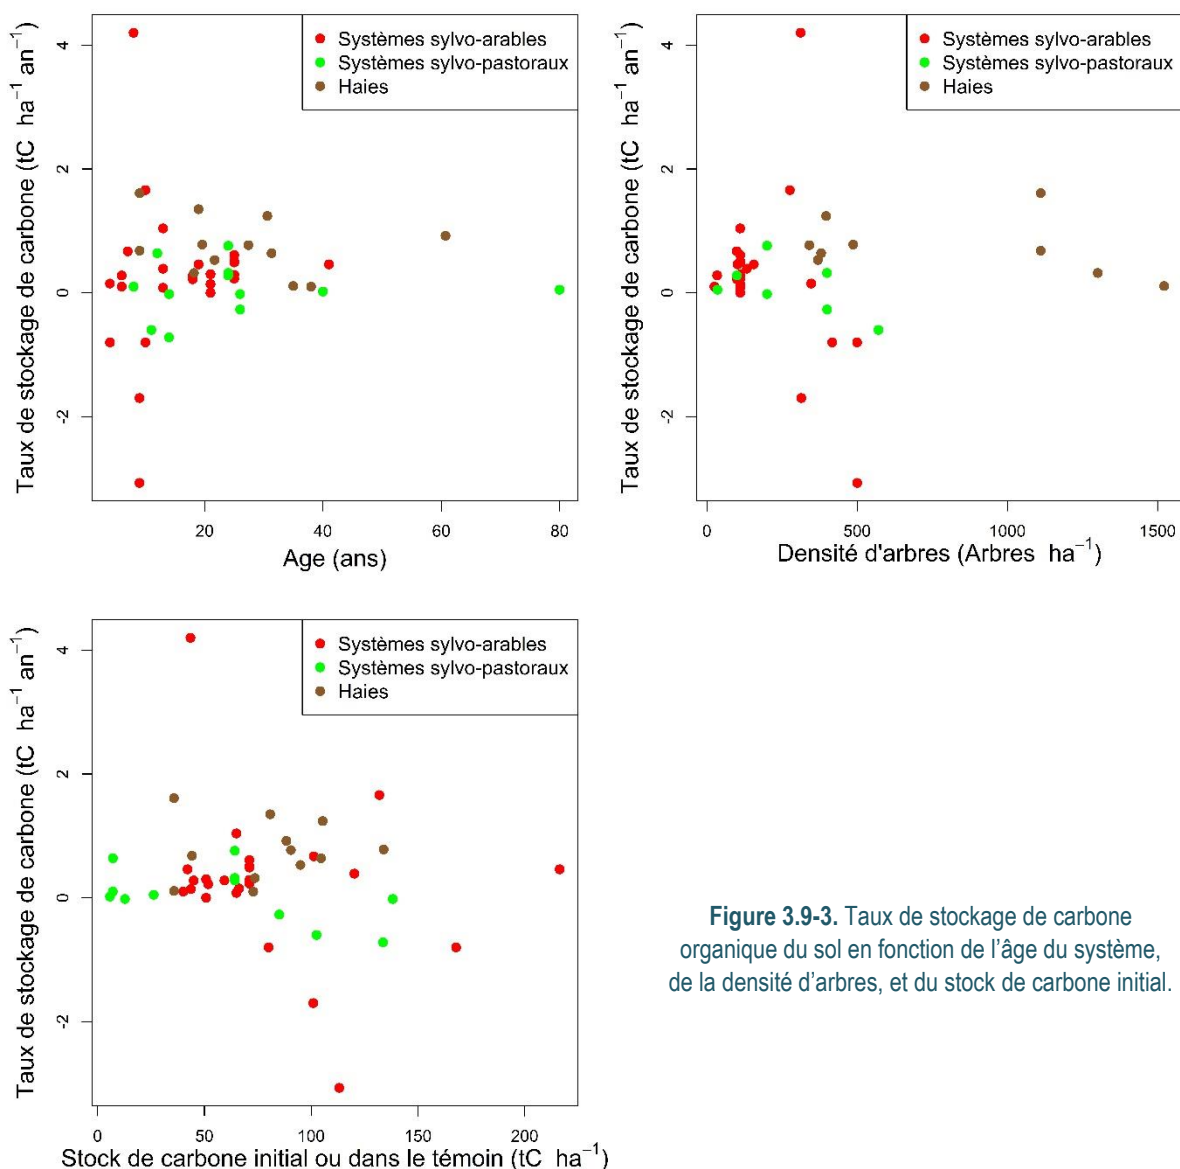 Taux de stockage de carbone (tC ha⁻¹ an⁻¹)
4
2
0
-2
Systèmes sylvo-arables
Systèmes sylvo-pastoraux
Haies
20 40 60 80
Age (ans)
Taux de stockage de carbone (tC ha⁻¹ an⁻¹)
4
2
0
-2
Systèmes sylvo-arables
Systèmes sylvo-pastoraux
Haies
0 500 1000 1500
Densité d'arbres (Arbres ha⁻¹)
Taux de stockage de carbone (tC ha⁻¹ an⁻¹)
4
2
0
-2
Systèmes sylvo-arables
Systèmes sylvo-pastoraux
Haies
0 50 100 150 200
Stock de carbone initial ou dans le témoin (tC ha⁻¹)
Figure 3.9-3. Taux de stockage de carbone
organique du sol en fonction de l’âge du système,
de la densité d’arbres, et du stock de carbone initial.